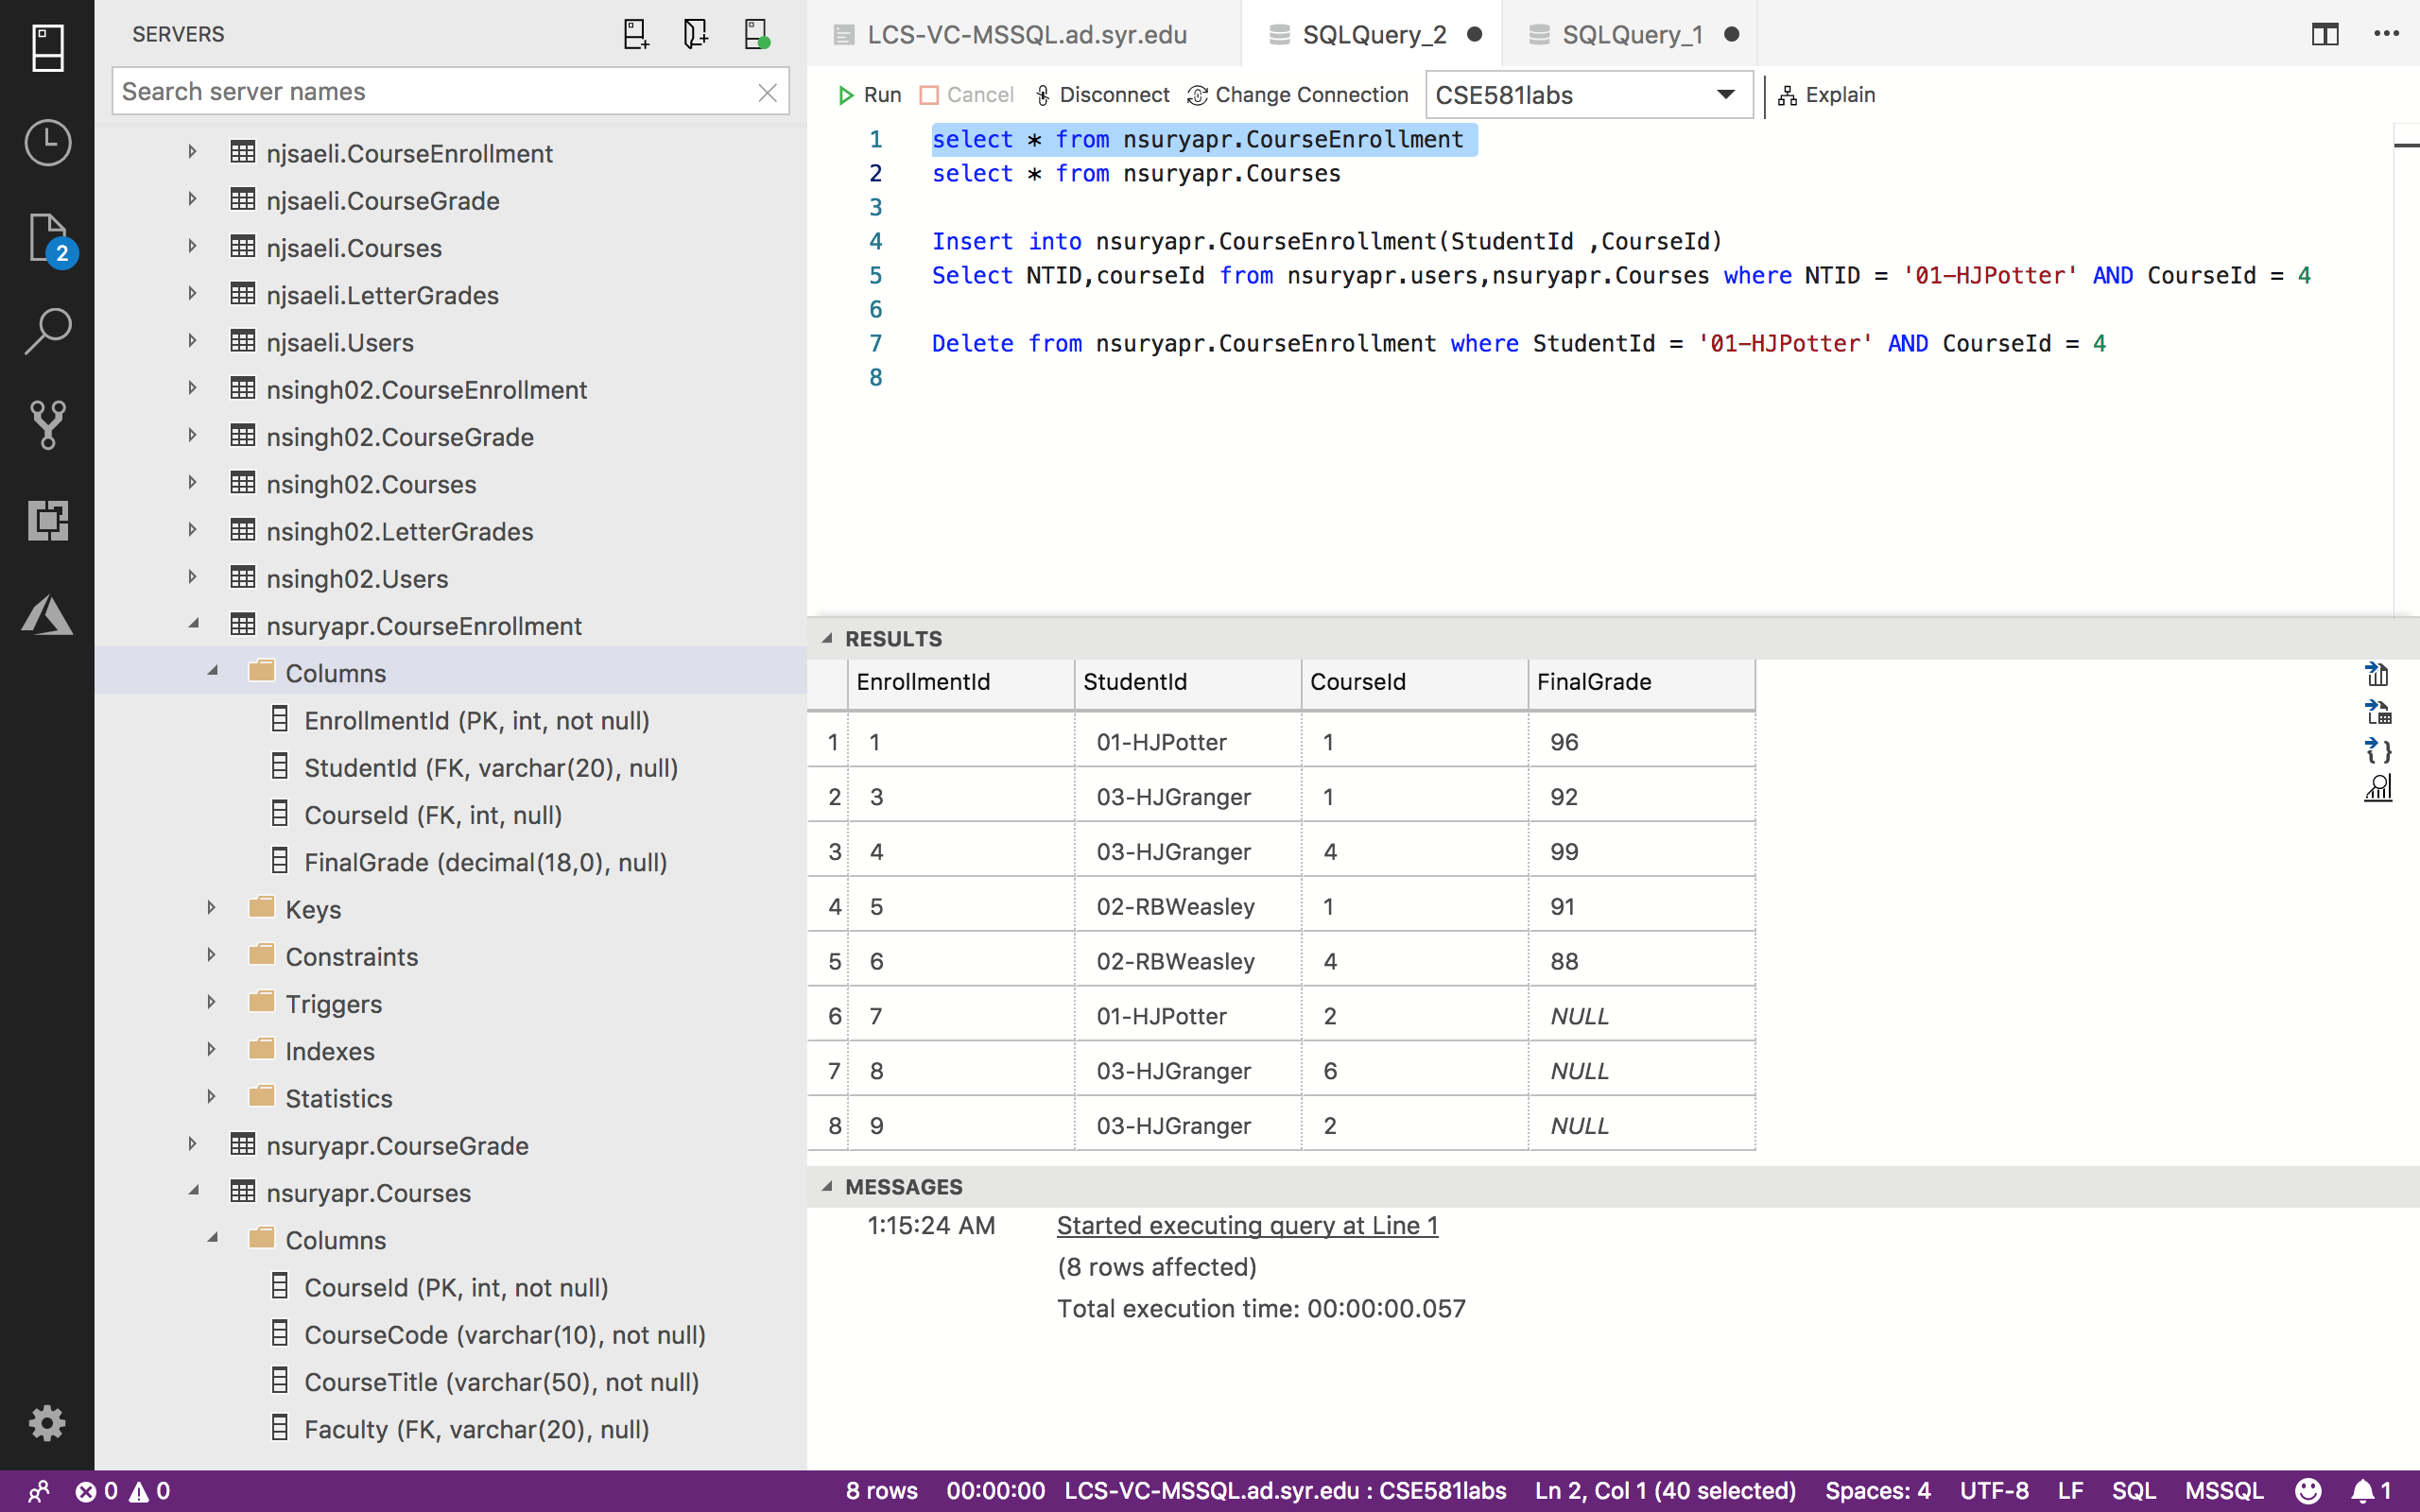 SERVERS
Search server names
njsaeli.CourseEnrollment
njsaeli.CourseGrade
njsaeli.Courses
njsaeli.LetterGrades
njsaeli.Users
nsingh02.CourseEnrollment
nsingh02.CourseGrade
nsingh02.Courses
nsingh02.LetterGrades
nsingh02.Users
nsuryapr.CourseEnrollment
Columns
EnrollmentId (PK, int, not null)
StudentId (FK, varchar(20), null)
CourseId (FK, int, null)
FinalGrade (decimal(18,0), null)
Keys
Constraints
Triggers
Indexes
Statistics
nsuryapr.CourseGrade
nsuryapr.Courses
Columns
CourseId (PK, int, not null)
CourseCode (varchar(10), not null)
CourseTitle (varchar(50), not null)
Faculty (FK, varchar(20), null)
2
LCS-VC-MSSQL.ad.syr.edu SQLQuery_2 SQLQuery_1
Run Cancel Disconnect Change Connection CSE581labs Explain
1 select * from nsuryapr.CourseEnrollment
2 select * from nsuryapr.Courses
3
4 Insert into nsuryapr.CourseEnrollment(StudentId ,CourseId)
5 Select NTID,courseId from nsuryapr.users,nsuryapr.Courses where NTID = '01-HJPotter' AND CourseId = 4
6
7 Delete from nsuryapr.CourseEnrollment where StudentId = '01-HJPotter' AND CourseId = 4
8
RESULTS
EnrollmentId StudentId CourseId FinalGrade
1 1 01-HJPotter 1 96
2 3 03-HJGranger 1 92
3 4 03-HJGranger 4 99
4 5 02-RBWeasley 1 91
5 6 02-RBWeasley 4 88
6 7 01-HJPotter 2 NULL
7 8 03-HJGranger 6 NULL
8 9 03-HJGranger 2 NULL
MESSAGES
1:15:24 AM Started executing query at Line 1
(8 rows affected)
Total execution time: 00:00:00.057
0 0 8 rows 00:00:00 LCS-VC-MSSQL.ad.syr.edu : CSE581labs Ln 2, Col 1 (40 selected) Spaces: 4 UTF-8 LF SQL MSSQL 1